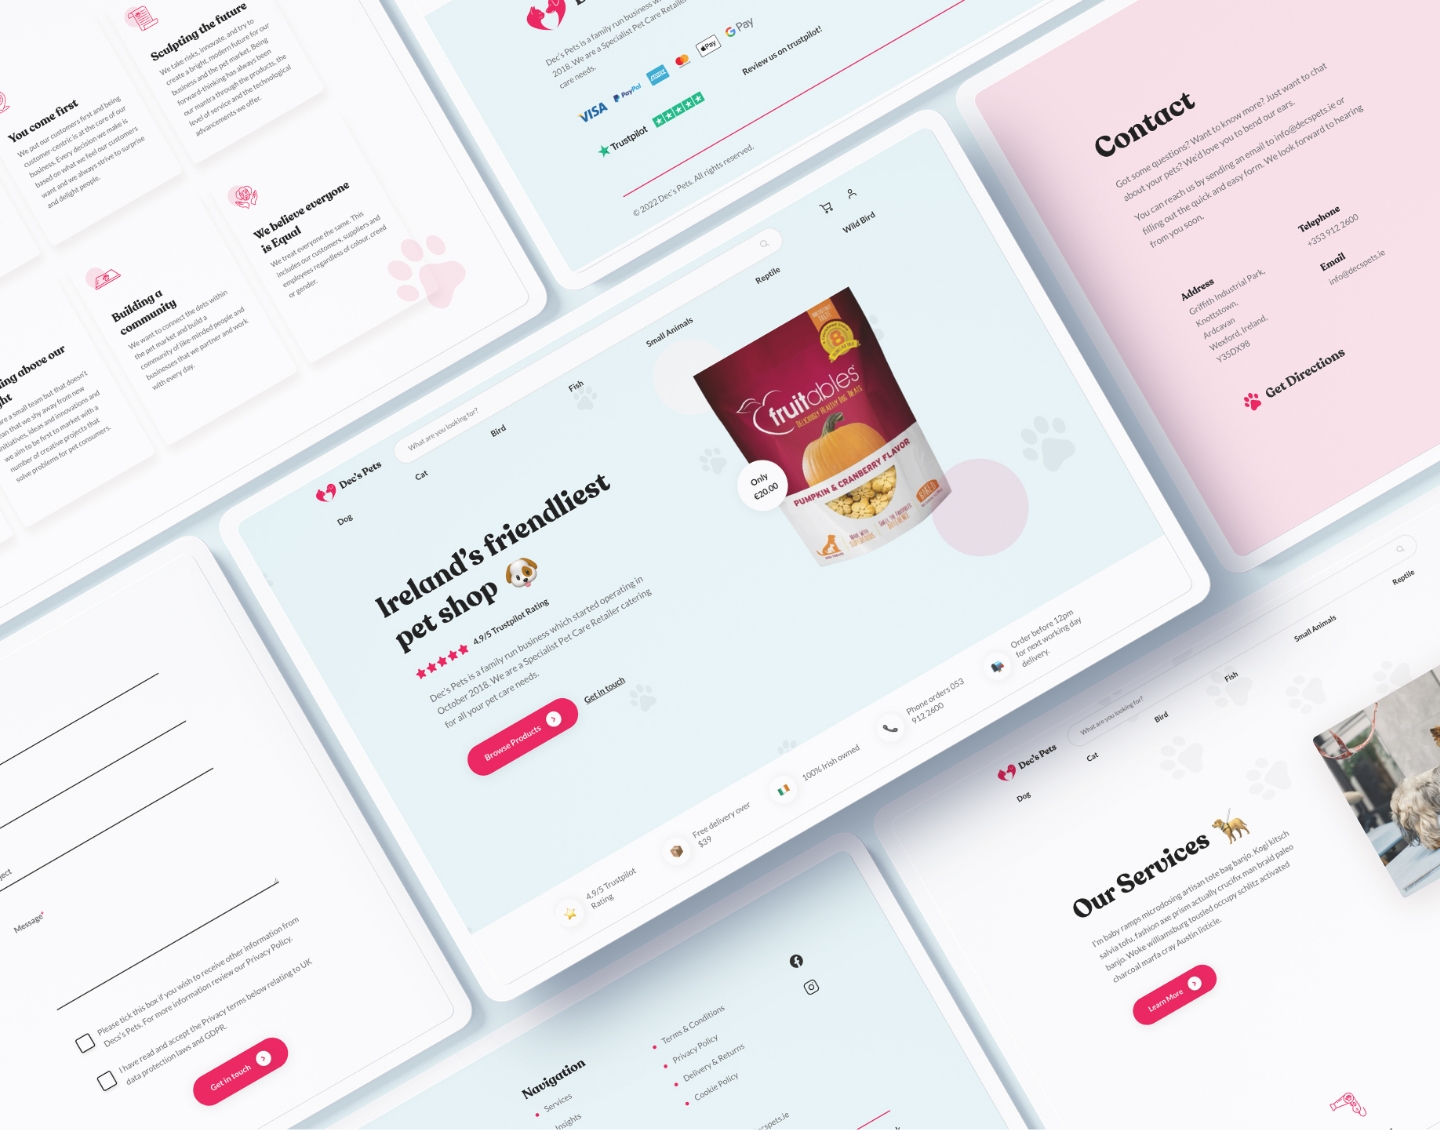 Sculpting the future
We take risks, innovate, and try to
create a bright, modern future for our
business and the pet market. Being
forward-thinking has always been
our mantra through the products, the
level of service and the technological
advancements we offer.
You come first
We put our customers first and being
customer-centric is at the core of our
business. Every decision we make is
based on what we feel our customers
want and we always strive to surprise
and delight people.
We believe everyone
is Equal
We treat everyone the same. This
includes our customers, suppliers and
employees regardless of colour, creed
or gender.
Building a
community
We want to connect the dots within
the pet market and build a
community of like-minded people and
businesses that we partner and work
with every day.
ing above our
ght
are a small team but that doesn't
ean that we shy away from new
initiatives, ideas and innovations and
we aim to be first to market with a
number of creative projects that
solve problems for pet consumers.
Dec's Pets is a family run business w
2018. We are a Specialist Pet Care Retailer
care needs.
VISA
PayPal
Pay
G Pay
Trustpilot
Review us on trustpilot!
© 2022 Dec's Pets. All rights reserved.
Contact
Got some questions? Want to know more? Just want to chat
about your pets? We'd love you to bend our ears.
You can reach us by sending an email to info@decspets.ie or
filling out the quick and easy form. We look forward to hearing
from you soon.
Address
Griffith Industrial Park,
Knottstown,
Ardcavan
Wexford, Ireland,
Y35DX98
Telephone
+353 912 2600
Email
info@decspets.ie
Get Directions
Dec's Pets
What are you looking for?
Dog
Cat
Bird
Fish
Small Animals
Reptile
Wild Bird
Ireland's friendliest
pet shop
4.9/5 Trustpilot Rating
Dec's Pets is a family run business which started operating in
October 2018. We are a Specialist Pet Care Retailer catering
for all your pet care needs.
Browse Products
Get in touch
Only
€20.00
fruitables
DELICIOUSLY HEALTHY DOG TREATS
PUMPKIN & CRANBERRY FLAVOR
4.9/5 Trustpilot
Rating
Free delivery over
$39
100% Irish owned
Phone orders 053
912 2600
Order before 12pm
for next working day
delivery.
ject
Message*
Please tick this box if you wish to receive other information from
Decs's Pets. For more information review our Privacy Policy.
I have read and accept the Privacy terms below relating to UK
data protection laws and GDPR.
Get in touch
Navigation
Services
Insights
Terms & Conditions
Privacy Policy
Delivery & Returns
Cookie Policy
ecspets.ie
Dec's Pets
What are you looking for?
Dog
Cat
Bird
Fish
Small Animals
Reptile
Our Services
I'm baby ramps microdosing artisan tote bag banjo. Kogi kitsch
salvia tofu, fashion axe prism actually crucifix man braid paleo
banjo. Woke williamsburg tousled occupy schlitz activated
charcoal marfa cray Austin listicle.
Learn More